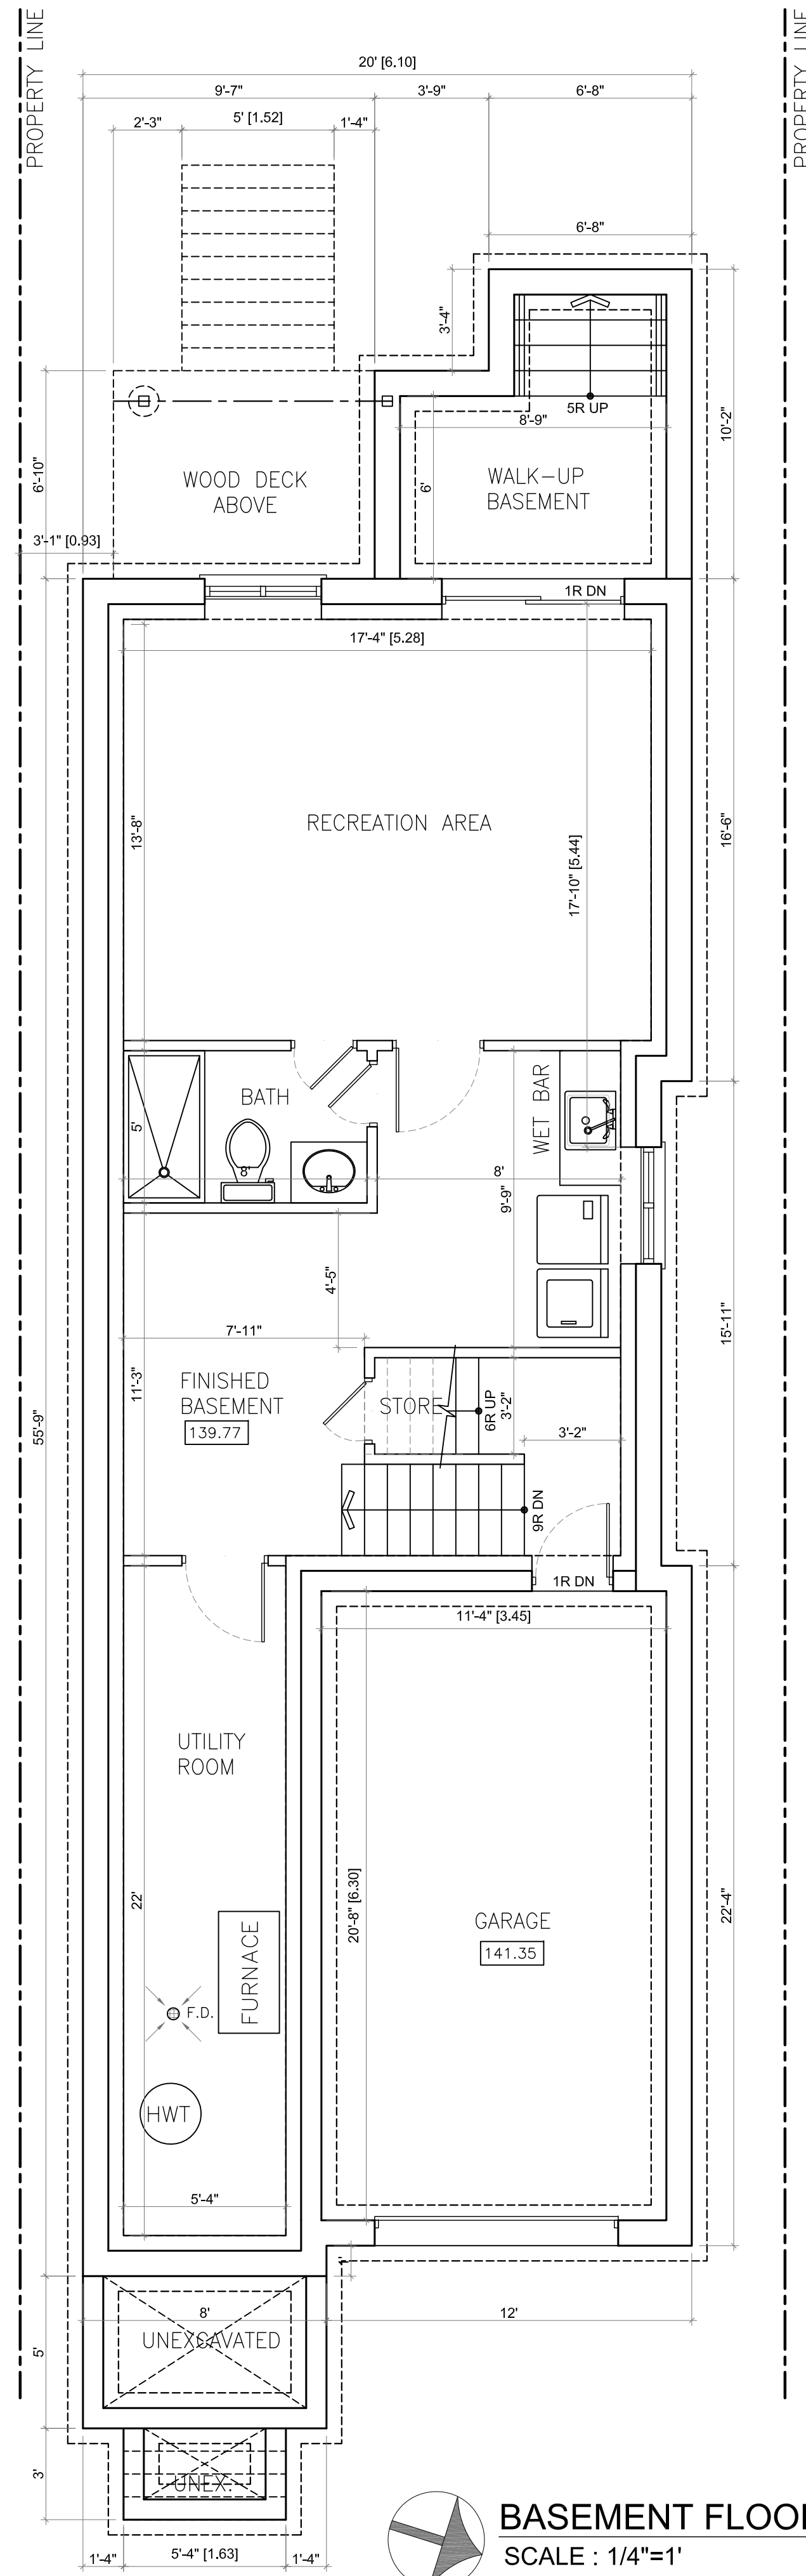 PROPERTY LINE
PROPERTY LINE
20' [6.10]
9'-7"
3'-9"
6'-8"
2'-3"
5' [1.52]
1'-4"
6'-8"
3'-4"
5R UP
8'-9"
10'-2"
6'-10"
WOOD DECK
ABOVE
6'
WALK-UP
BASEMENT
3'-1" [0.93]
1R DN
17'-4" [5.28]
13'-8"
RECREATION AREA
17'-10" [5.44]
16'-6"
BATH
WET BAR
5'
8'
8'
9'-9"
4'-5"
7'-11"
15'-11"
11'-3"
FINISHED
BASEMENT
139.77
STORE
6R UP
3'-2"
3'-2"
55'-9"
9R DN
1R DN
11'-4" [3.45]
UTILITY
ROOM
22'
20'-8" [6.30]
GARAGE
141.35
22'-4"
FURNACE
F.D.
HWT
5'-4"
1'
8'
12'
UNEXCAVATED
5'
3'
UNEX.
BASEMENT FLOO
SCALE : 1/4"=1'
1'-4"
5'-4" [1.63]
1'-4"